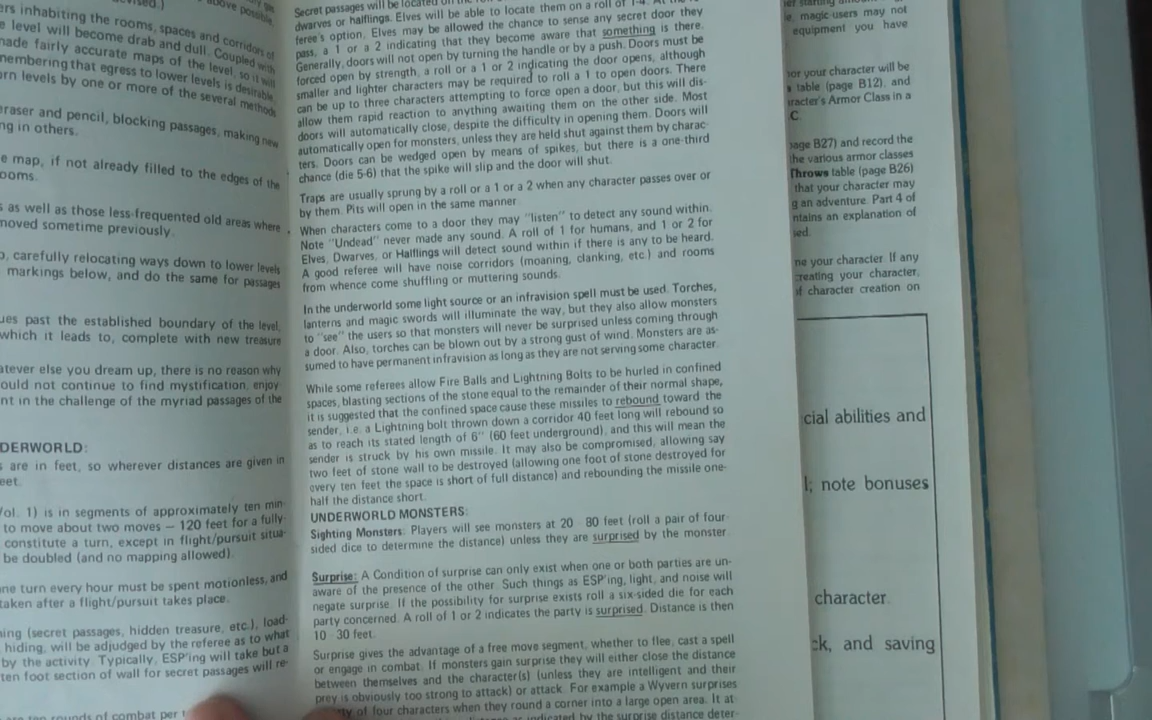 ers inhabiting the rooms, spaces and corridors of
e level will become drab and dull. Coupled with
made fairly accurate maps of the level, so it will
membering that egress to lower levels is desirable,
rn levels by one or more of the several methods
eraser and pencil, blocking passages, making new
ng in others.
e map, if not already filled to the edges of the
ooms.
s as well as those less-frequented old areas where
moved sometime previously.
o, carefully relocating ways down to lower levels
markings below, and do the same for passages
ues past the established boundary of the level,
which it leads to, complete with new treasure
atever else you dream up, there is no reason why
ould not continue to find mystification, enjoy-
nt in the challenge of the myriad passages of the
DERWORLD:
s are in feet, so wherever distances are given in
eet.
Vol. 1) is in segments of approximately ten min-
to move about two moves — 120 feet for a fully-
constitute a turn, except in flight/pursuit situa-
be doubled (and no mapping allowed).
ne turn every hour must be spent motionless, and
taken after a flight/pursuit takes place.
ning (secret passages, hidden treasure, etc.), load-
hiding, will be adjudged by the referee as to what
by the activity. Typically, ESP'ing will take but a
ten foot section of wall for secret passages will re-
are ten rounds of combat per
Secret passages will be located on
dwarves or halflings. Elves will be able to locate them on a roll of 1-4. At the re-
feree's option, Elves may be allowed the chance to sense any secret door they
pass, a 1 or a 2 indicating that they become aware that something is there.
Generally, doors will not open by turning the handle or by a push. Doors must be
forced open by strength, a roll or a 1 or 2 indicating the door opens, although
smaller and lighter characters may be required to roll a 1 to open doors. There
can be up to three characters attempting to force open a door, but this will dis-
allow them rapid reaction to anything awaiting them on the other side. Most
doors will automatically close, despite the difficulty in opening them. Doors will
automatically open for monsters, unless they are held shut against them by charac-
ters. Doors can be wedged open by means of spikes, but there is a one-third
chance (die 5-6) that the spike will slip and the door will shut.
Traps are usually sprung by a roll or a 1 or a 2 when any character passes over or
by them. Pits will open in the same manner
When characters come to a door they may "listen" to detect any sound within.
Note "Undead" never made any sound. A roll of 1 for humans, and 1 or 2 for
Elves, Dwarves, or Halflings will detect sound within if there is any to be heard.
A good referee will have noise corridors (moaning, clanking, etc.) and rooms
from whence come shuffling or muttering sounds.
In the underworld some light source or an infravision spell must be used. Torches,
lanterns and magic swords will illuminate the way, but they also allow monsters
to "see" the users so that monsters will never be surprised unless coming through
a door. Also, torches can be blown out by a strong gust of wind. Monsters are as-
sumed to have permanent infravision as long as they are not serving some character.
While some referees allow Fire Balls and Lightning Bolts to be hurled in confined
spaces, blasting sections of the stone equal to the remainder of their normal shape,
it is suggested that the confined space cause these missiles to rebound toward the
sender, i.e. a Lightning bolt thrown down a corridor 40 feet long will rebound so
as to reach its stated length of 6" (60 feet underground), and this will mean the
sender is struck by his own missile. It may also be compromised, allowing say
two feet of stone wall to be destroyed (allowing one foot of stone destroyed for
every ten feet the space is short of full distance) and rebounding the missile one-
half the distance short.
UNDERWORLD MONSTERS:
Sighting Monsters: Players will see monsters at 20 - 80 feet (roll a pair of four-
sided dice to determine the distance) unless they are surprised by the monster.
Surprise: A Condition of surprise can only exist when one or both parties are un-
aware of the presence of the other. Such things as ESP'ing, light, and noise will
negate surprise. If the possibility for surprise exists roll a six-sided die for each
party concerned. A roll of 1 or 2 indicates the party is surprised. Distance is then
10 - 30 feet.
Surprise gives the advantage of a free move segment, whether to flee, cast a spell
or engage in combat. If monsters gain surprise they will either close the distance
between themselves and the character(s) (unless they are intelligent and their
prey is obviously too strong to attack) or attack. For example a Wyvern surprises
of four characters when they round a corner into a large open area. It at-
indicated by the surprise distance deter-
magic-users may not
equipment you have
your character will be
table (page B12), and
racter's Armor Class in a
C.
page B27) and record the
the various armor classes
Throws table (page B26)
that your character may
g an adventure. Part 4 of
ntains an explanation of
sed.
ne your character. If any
creating your character,
of character creation on
cial abilities and
l; note bonuses
character.
ck, and saving